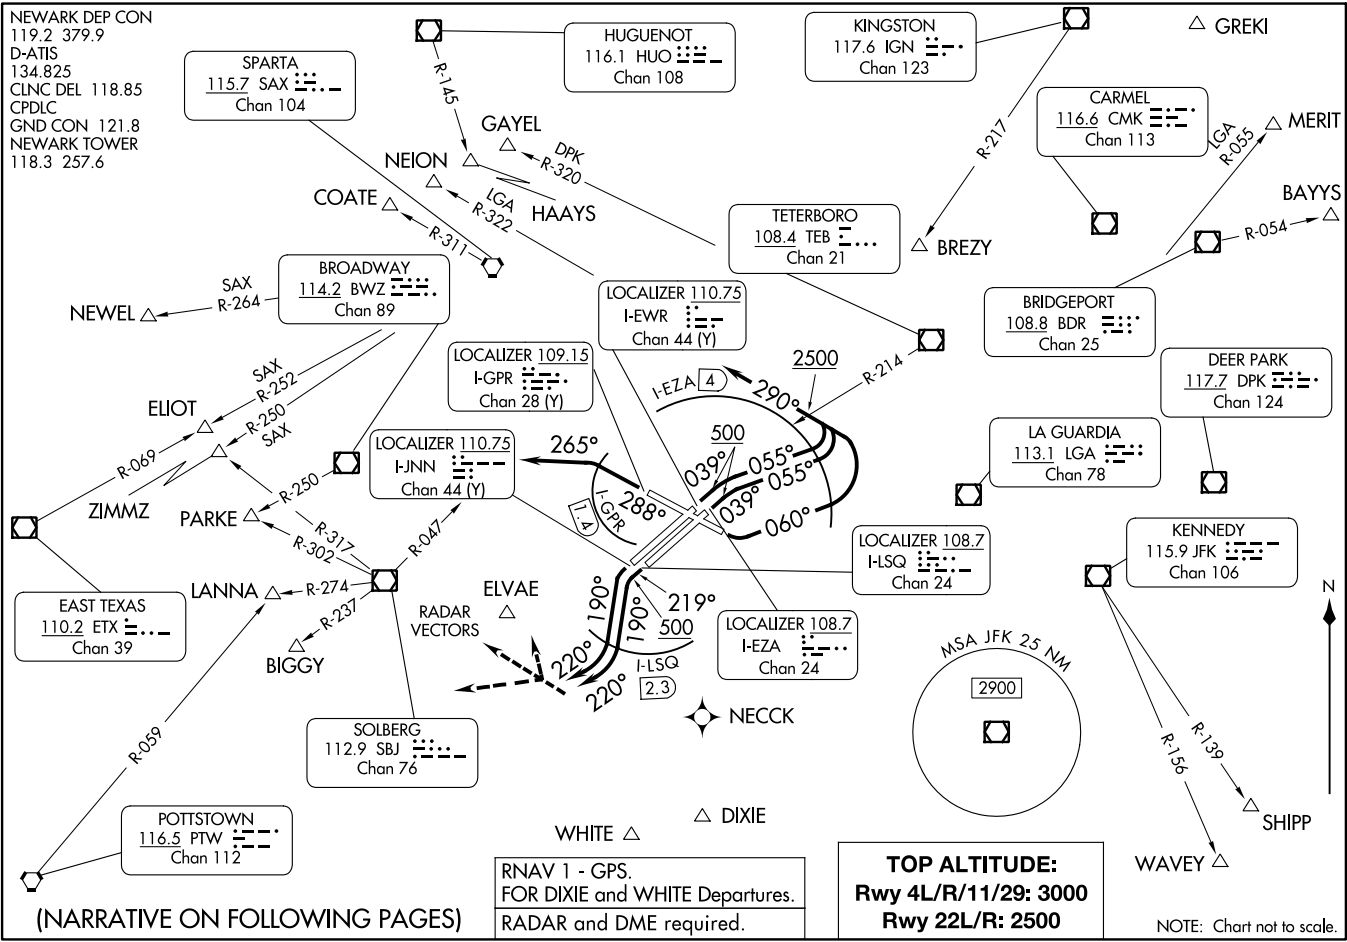 NEWARK DEP CON
119.2 379.9
D-ATIS
134.825
CLNC DEL 118.85
CPDLC
GND CON 121.8
NEWARK TOWER
118.3 257.6
SPARTA
115.7 SAX
Chan 104
R-145
HUGUENOT
116.1 HUO
Chan 108
KINGSTON
117.6 IGN
Chan 123
GREKI
R-217
CARMEL
116.6 CMK
Chan 113
LGA
R-055
MERIT
GAYEL
DPK
R-320
NEION
LGA
R-322
HAAYS
COATE
R-311
BAYYS
R-054
TETERBORO
108.4 TEB
Chan 21
BREZY
BROADWAY
114.2 BWZ
Chan 89
SAX
R-264
NEWEL
LOCALIZER 110.75
I-EWR
Chan 44 (Y)
BRIDGEPORT
108.8 BDR
Chan 25
LOCALIZER 109.15
I-GPR
Chan 28 (Y)
2500
R-214
I-EZA 4
290°
DEER PARK
117.7 DPK
Chan 124
SAX
R-252
ELIOT
R-250
SAX
R-069
ZIMMZ
LOCALIZER 110.75
I-JNN
Chan 44 (Y)
265°
500
039° 055°
039° 055°
LA GUARDIA
113.1 LGA
Chan 78
R-250
PARKE
R-317
R-302
R-047
1.4
I-GPR
288°
060°
LOCALIZER 108.7
I-LSQ
Chan 24
KENNEDY
115.9 JFK
Chan 106
EAST TEXAS
110.2 ETX
Chan 39
LANNA
R-274
R-237
BIGGY
RADAR
VECTORS
ELVAE
190°
190°
219°
500
220°
220°
I-LSQ
2.3
LOCALIZER 108.7
I-EZA
Chan 24
N
MSA JFK 25 NM
2900
NECCK
R-059
SOLBERG
112.9 SBJ
Chan 76
R-156
R-139
POTTSTOWN
116.5 PTW
Chan 112
WHITE
DIXIE
SHIPP
WAVEY
RNAV 1 - GPS.
FOR DIXIE and WHITE Departures.
RADAR and DME required.
TOP ALTITUDE:
Rwy 4L/R/11/29: 3000
Rwy 22L/R: 2500
(NARRATIVE ON FOLLOWING PAGES)
NOTE: Chart not to scale.